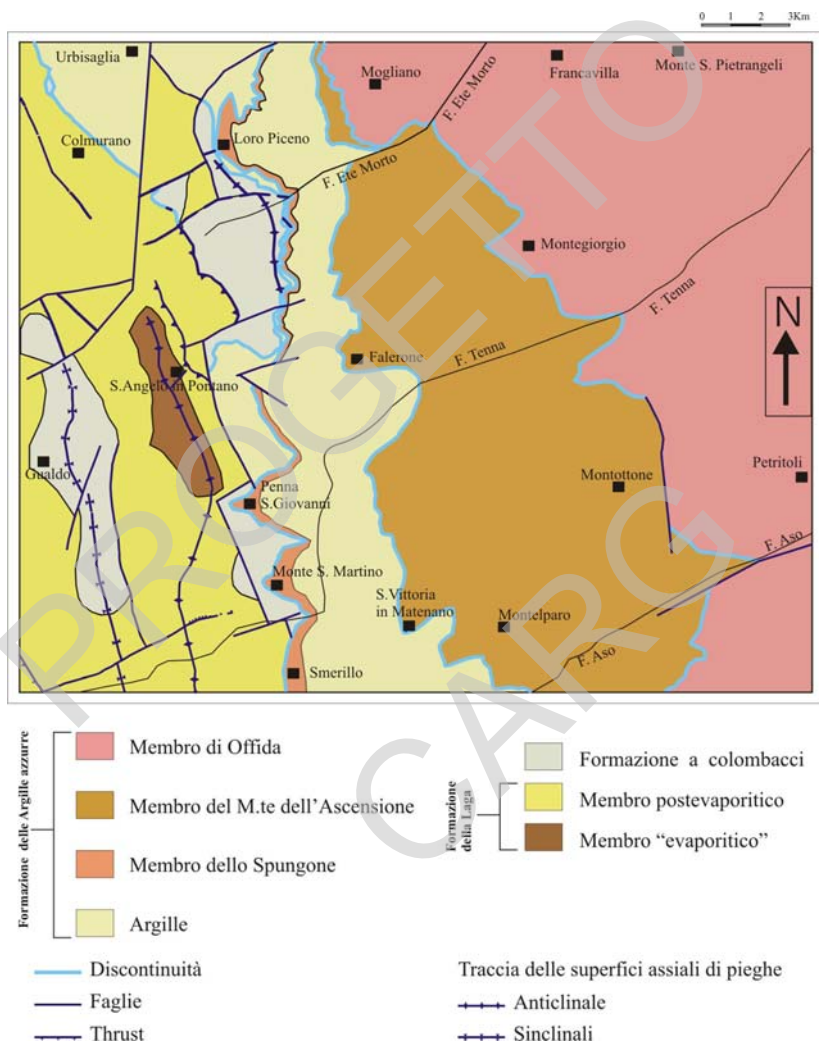 0 1 2 3Km
Urbisaglia
Mogliano
Francavilla
Monte S. Pietrangeli
F. Ete Morto
Colmurano
Loro Piceno
F. Ete Morto
Montegiorgio
F. Tenna
N
Falerone
F. Tenna
S.Angelo in Pontano
Gualdo
Montottone
Petritoli
Penna
S.Giovanni
F. Aso
Monte S. Martino
S.Vittoria
in Matenano
Montelparo
F. Aso
Smerillo
PROGETTO
CARG
Formazione delle Argille azzurre
Membro di Offida
Membro del M.te dell'Ascensione
Membro dello Spungone
Argille
Formazione a colombacci
Formazione
della Laga
Membro postevaporitico
Membro "evaporitico"
Discontinuità
Faglie
Thrust
Traccia delle superfici assiali di pieghe
Anticlinale
Sinclinali